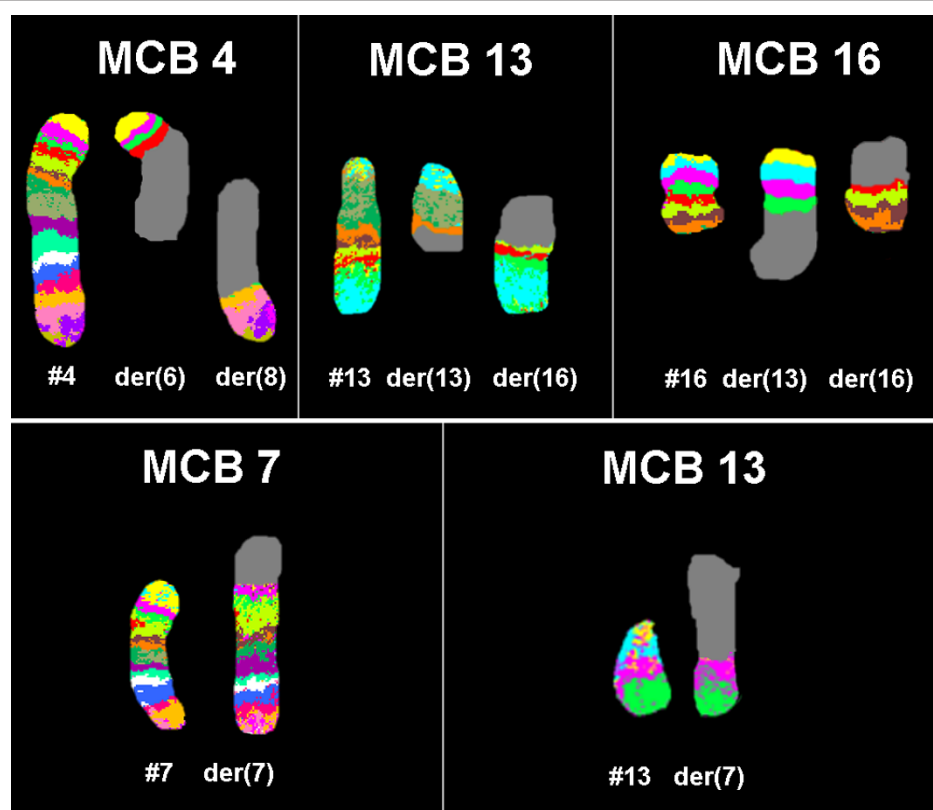 MCB 4
#4 der(6) der(8)
MCB 13
#13 der(13) der(16)
MCB 16
#16 der(13) der(16)
MCB 7
#7 der(7)
MCB 13
#13 der(7)